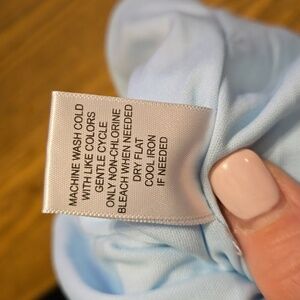 MACHINE WASH COLD
WITH LIKE COLORS
GENTLE CYCLE
ONLY NON-CHLORINE
BLEACH WHEN NEEDED
DRY FLAT
COOL IRON
IF NEEDED